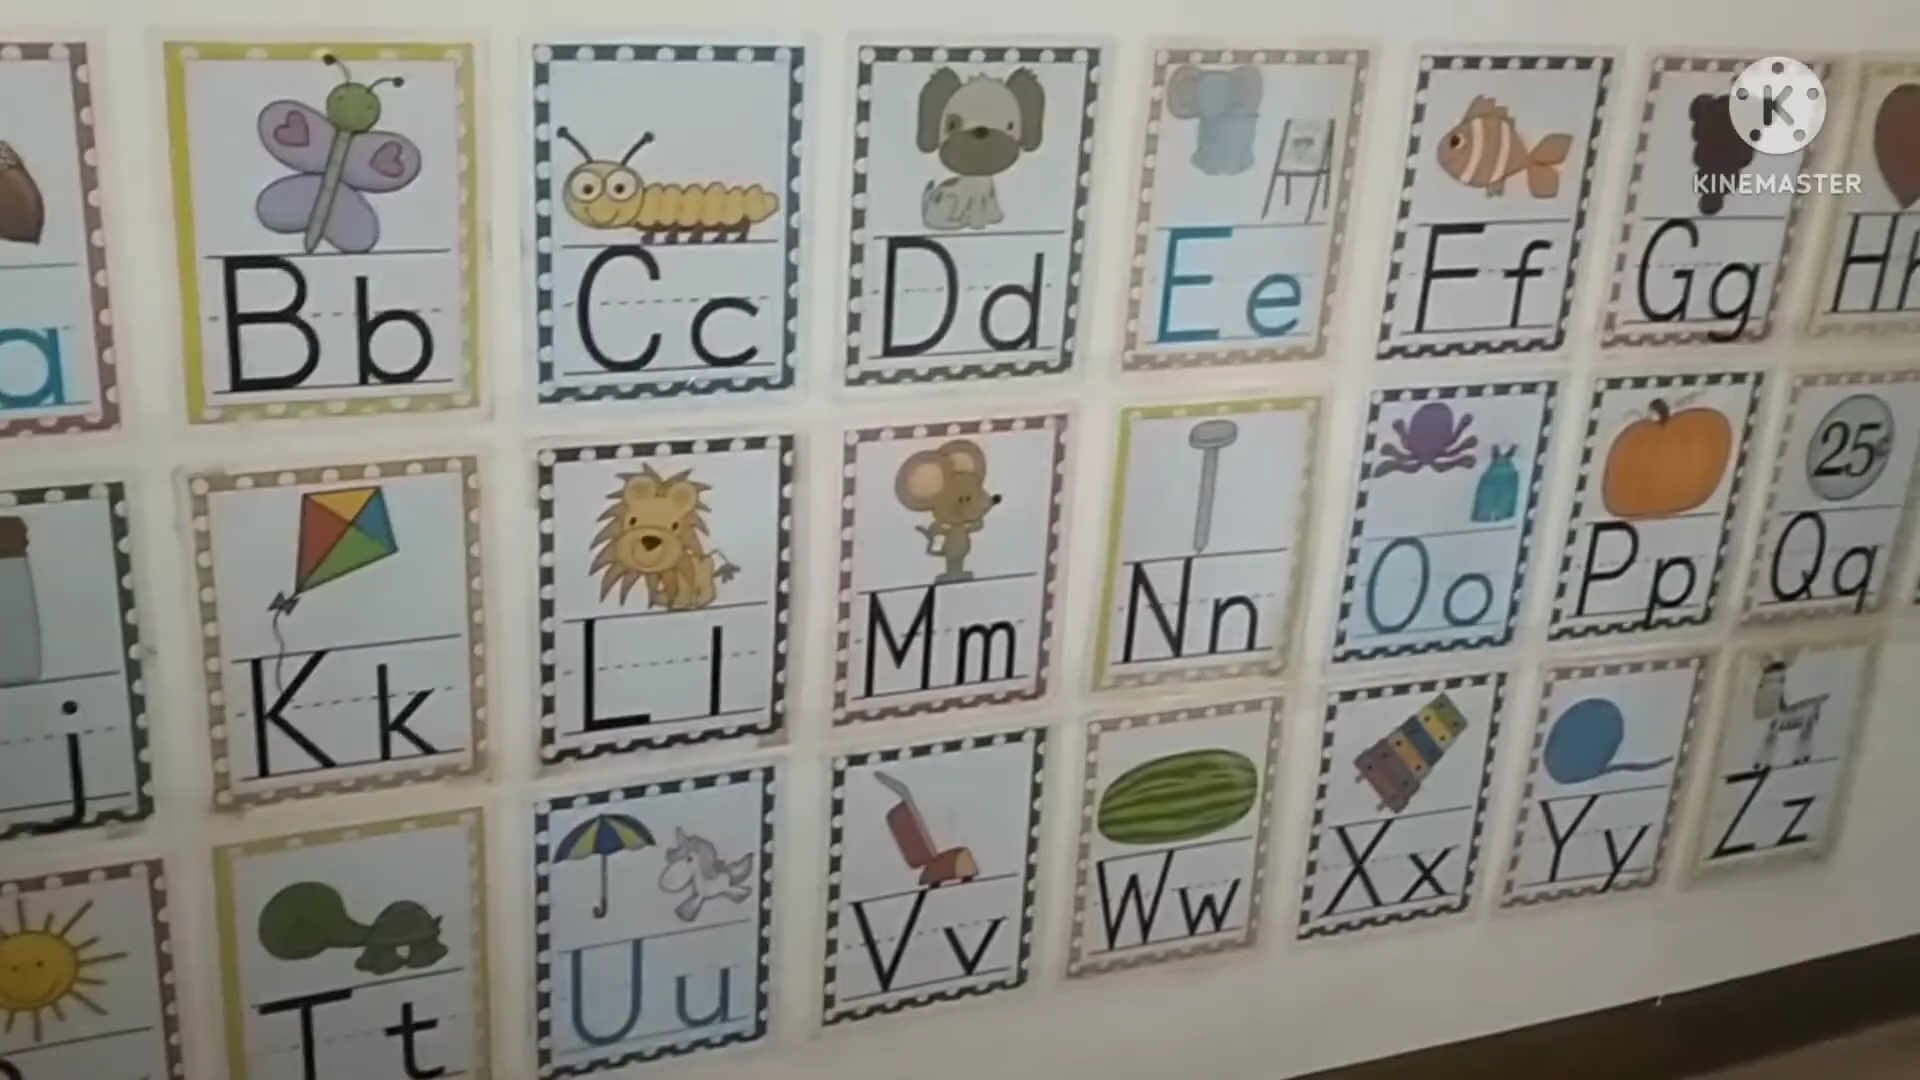 a
Bb
Cc
Dd
Ee
Ff
Gg
Hh
KINEMASTER
j
Kk
Ll
Mm
Nn
Oo
Pp
25¢
Qq
Tt
Uu
Vv
Ww
Xx
Yy
Zz